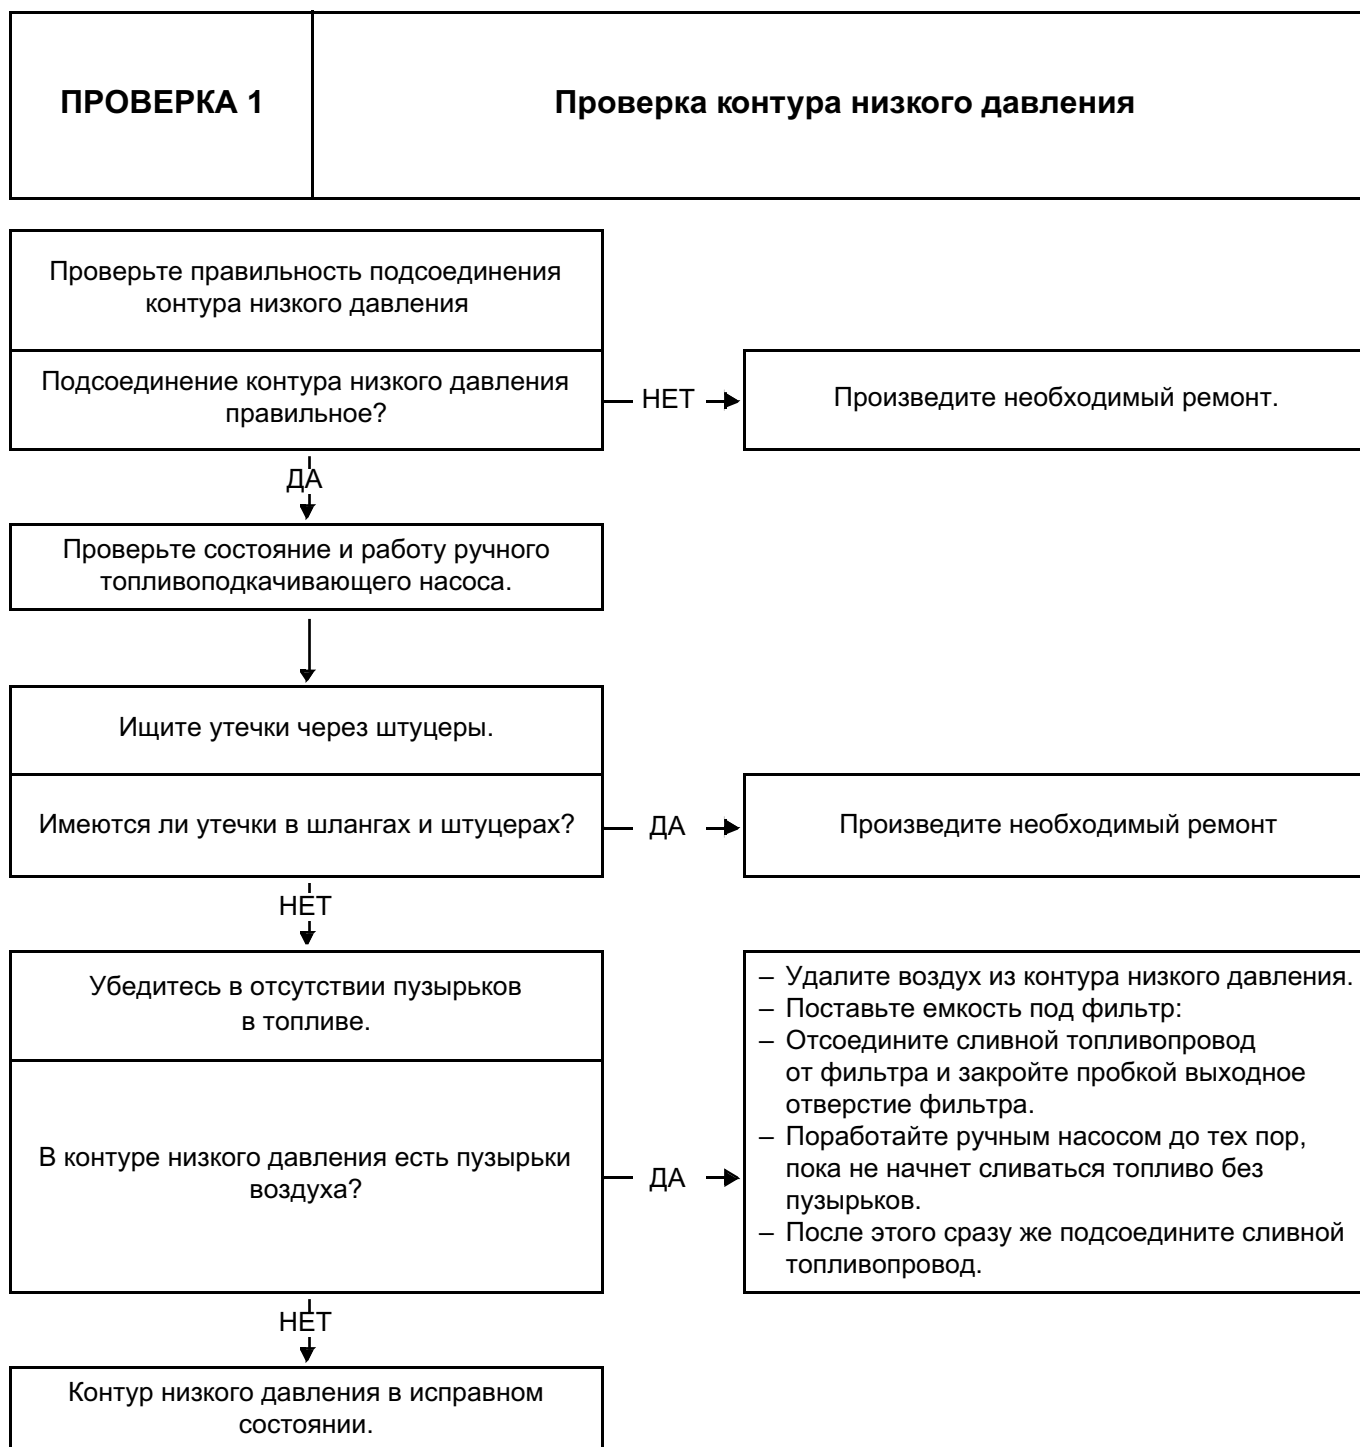 ПРОВЕРКА 1
Проверка контура низкого давления
Проверьте правильность подсоединения
контура низкого давления
Подсоединение контура низкого давления
правильное?
НЕТ
Произведите необходимый ремонт.
ДА
Проверьте состояние и работу ручного
топливоподкачивающего насоса.
Ищите утечки через штуцеры.
Имеются ли утечки в шлангах и штуцерах?
ДА
Произведите необходимый ремонт
НЕТ
Убедитесь в отсутствии пузырьков
в топливе.
В контуре низкого давления есть пузырьки
воздуха?
ДА
– Удалите воздух из контура низкого давления.
– Поставьте емкость под фильтр:
– Отсоедините сливной топливопровод
от фильтра и закройте пробкой выходное
отверстие фильтра.
– Поработайте ручным насосом до тех пор,
пока не начнет сливаться топливо без
пузырьков.
– После этого сразу же подсоедините сливной
топливопровод.
НЕТ
Контур низкого давления в исправном
состоянии.